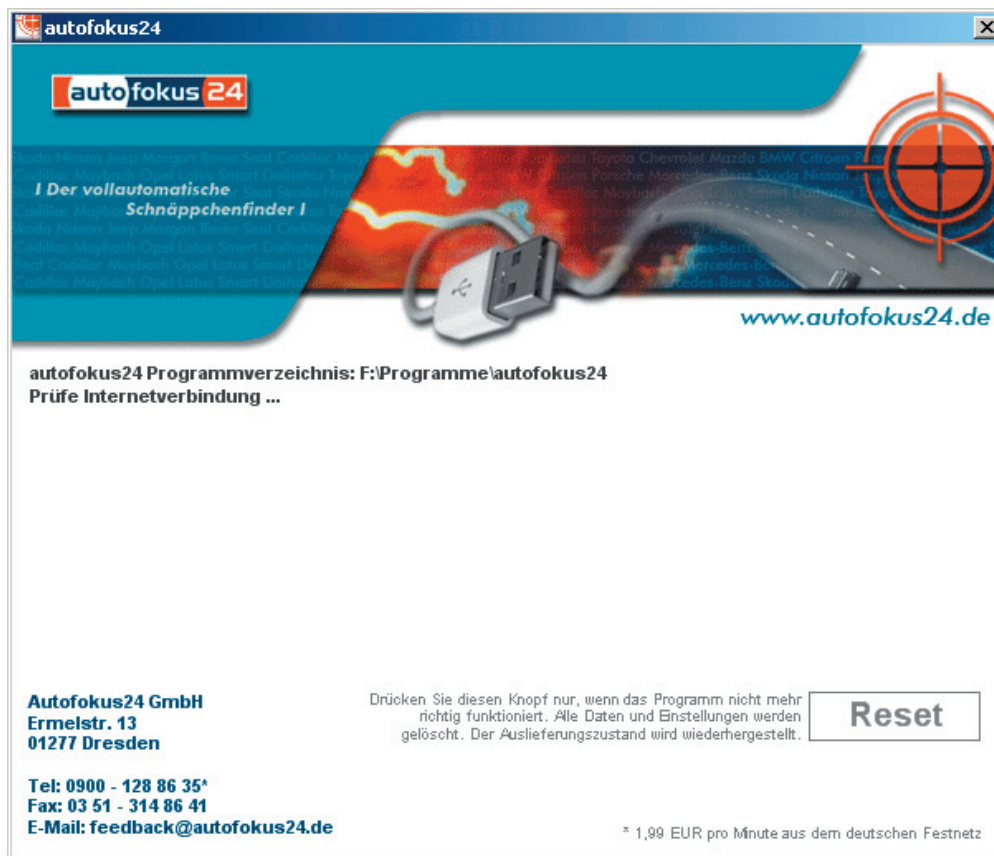 autofokus24
auto fokus 24
I Der vollautomatische
Schnäppchenfinder I
www.autofokus24.de
autofokus24 Programmverzeichnis: F:\Programme\autofokus24
Prüfe Internetverbindung ...
Autofokus24 GmbH
Ermelstr. 13
01277 Dresden
Drücken Sie diesen Knopf nur, wenn das Programm nicht mehr
richtig funktioniert. Alle Daten und Einstellungen werden
gelöscht. Der Auslieferungszustand wird wiederhergestellt.
Reset
Tel: 0900 - 128 86 35*
Fax: 03 51 - 314 86 41
E-Mail: feedback@autofokus24.de
* 1,99 EUR pro Minute aus dem deutschen Festnetz